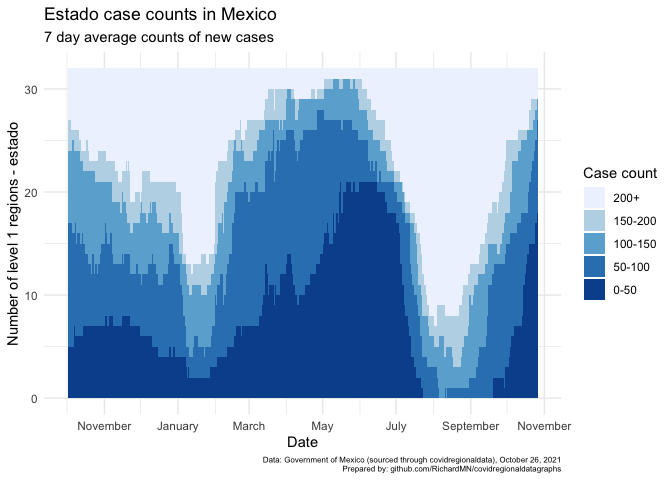 Estado case counts in Mexico
7 day average counts of new cases
Number of level 1 regions - estado
30
20
10
0
November
January
March
May
July
September
November
Date
Case count
200+
150-200
100-150
50-100
0-50
Data: Government of Mexico (sourced through covidregionaldata), October 26, 2021
Prepared by: github.com/RichardMN/covidregionaldatagraphs